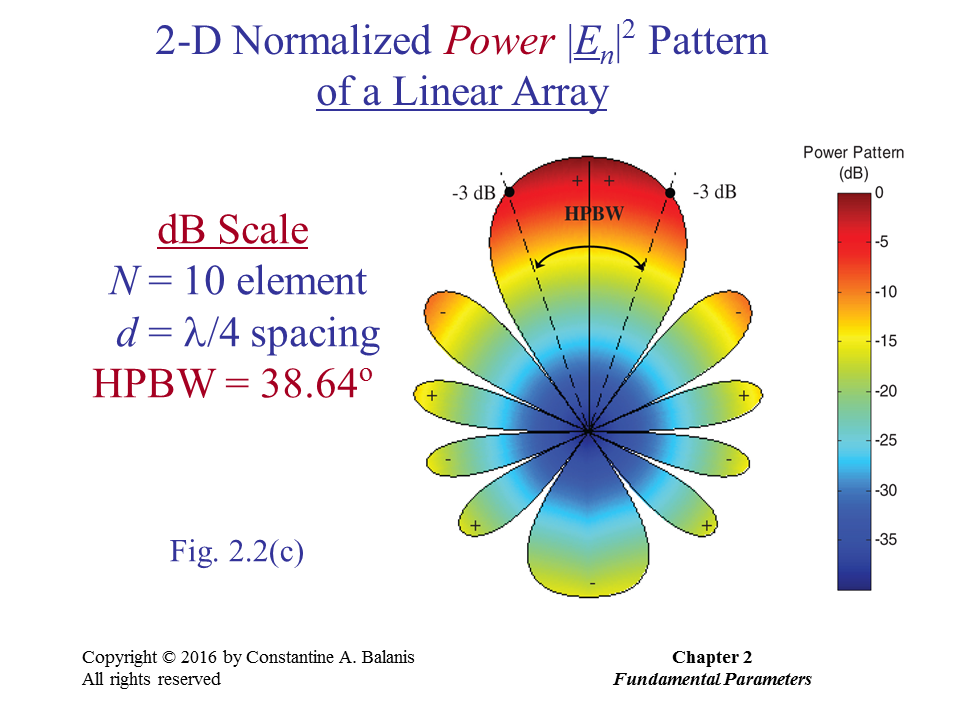 2-D Normalized Power |Eₙ|² Pattern
of a Linear Array
Power Pattern
(dB)
0
-5
-10
-15
-20
-25
-30
-35
-3 dB
+ +
-3 dB
HPBW
dB Scale
N = 10 element
d = λ/4 spacing
HPBW = 38.64º
- -
+ +
- -
+ +
-
Fig. 2.2(c)
Copyright © 2016 by Constantine A. Balanis
All rights reserved
Chapter 2
Fundamental Parameters